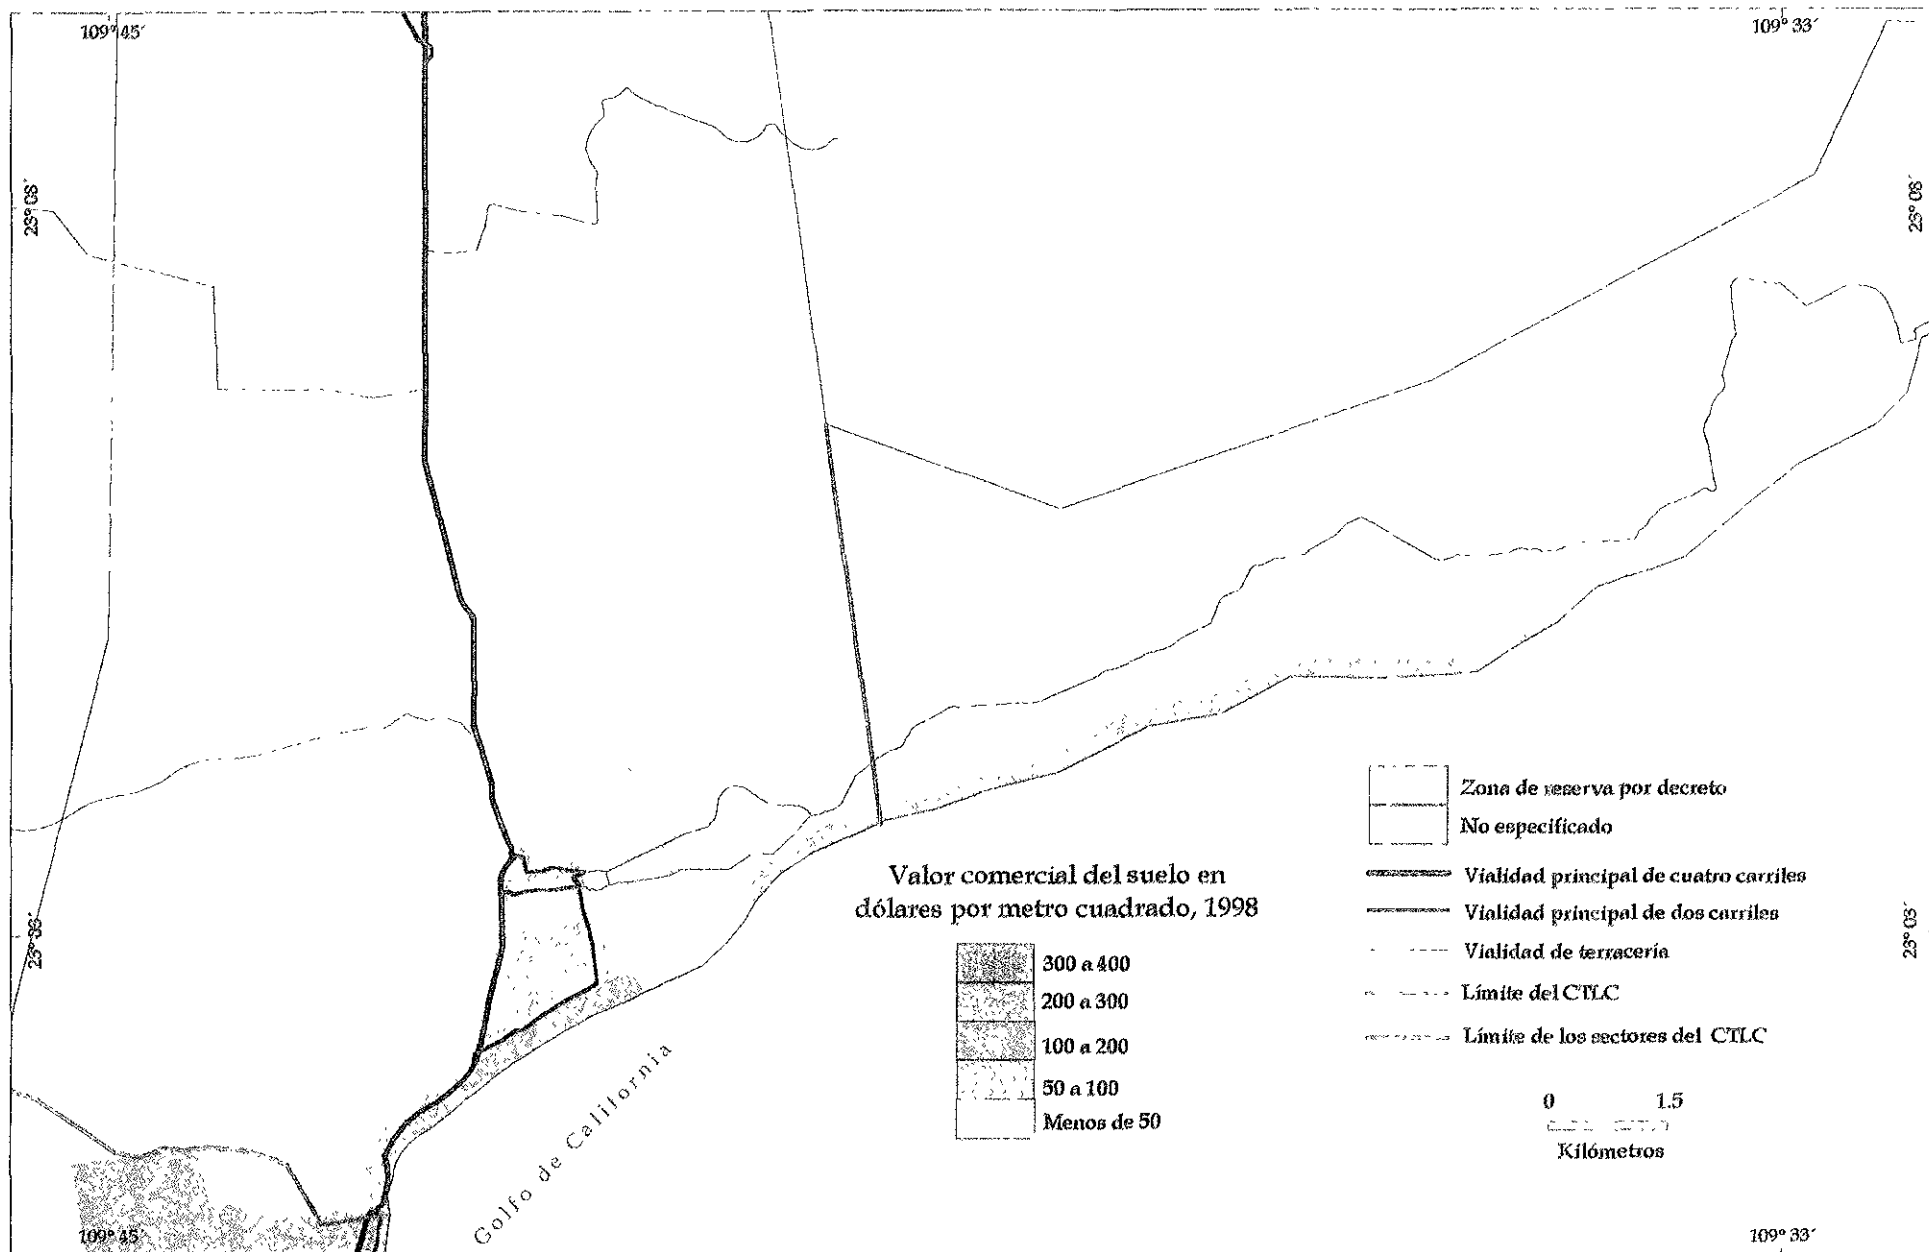 109° 45´
109° 33´
23° 08´
23° 08´
Zona de reserva por decreto
No especificado
Valor comercial del suelo en
dólares por metro cuadrado, 1998
Vialidad principal de cuatro carriles
Vialidad principal de dos carriles
Vialidad de terracería
Límite del CTLC
Límite de los sectores del CTLC
23° 03´
23° 03´
300 a 400
200 a 300
100 a 200
50 a 100
Menos de 50
0 1.5
Kilómetros
Golfo de California
109° 45´
109° 33´